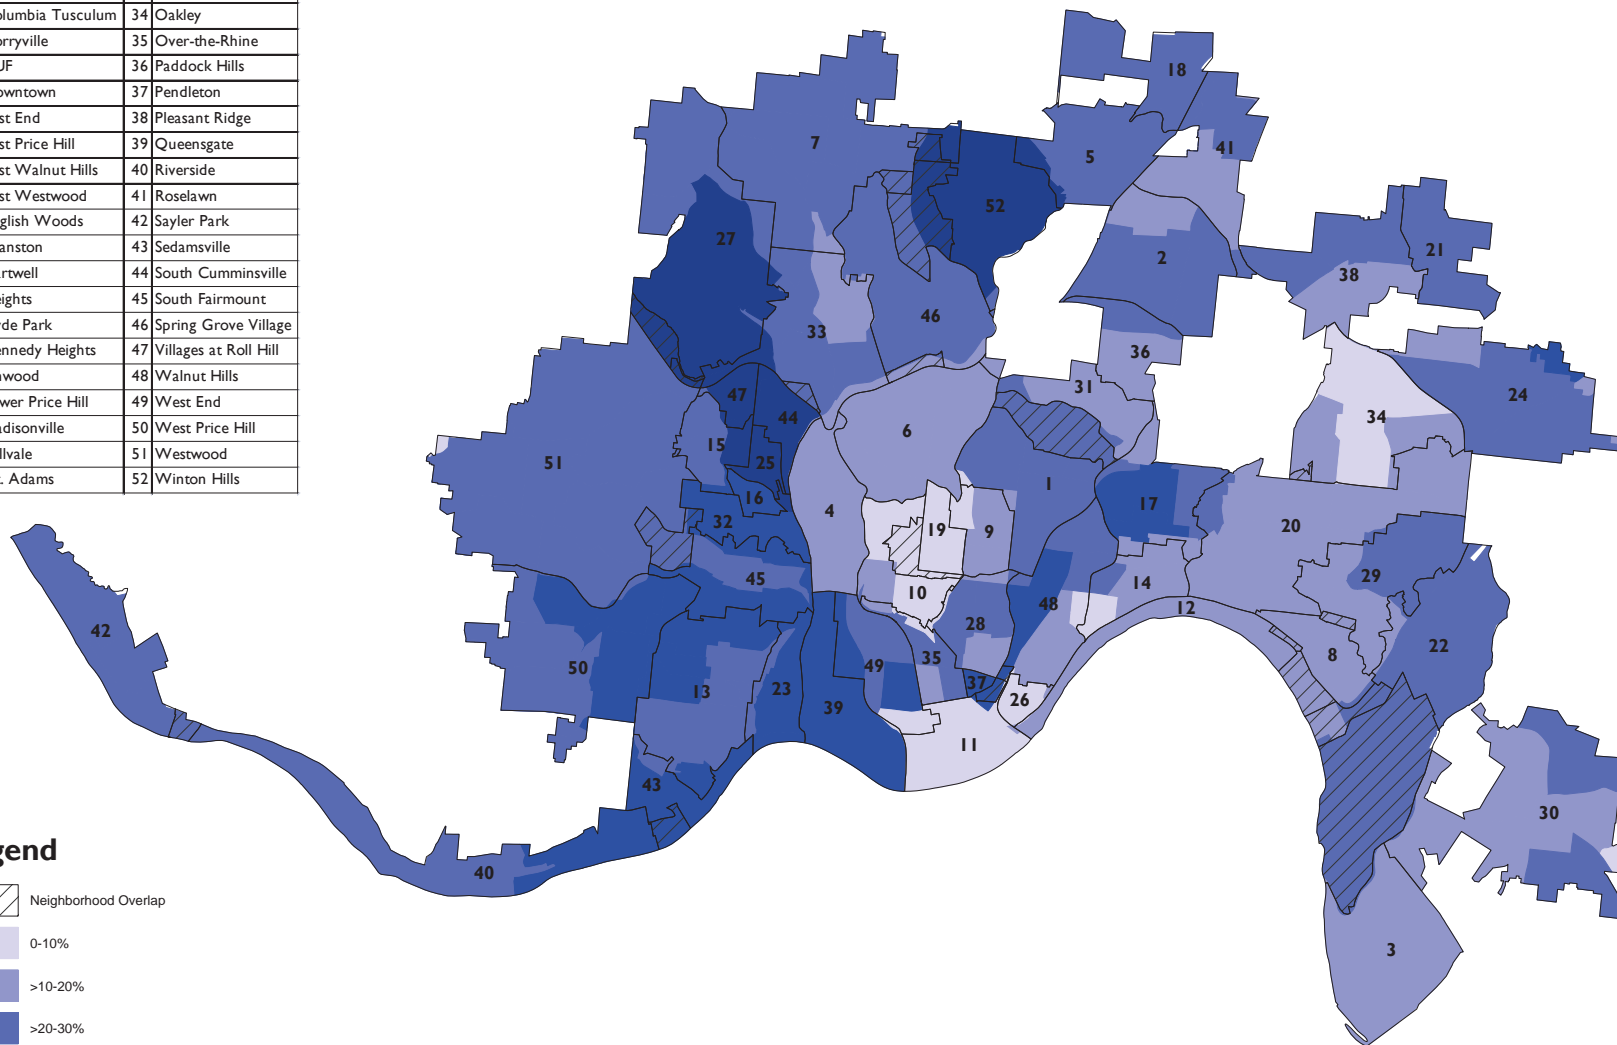 olumbia Tusculum 34 Oakley
orryville 35 Over-the-Rhine
UF 36 Paddock Hills
owntown 37 Pendleton
st End 38 Pleasant Ridge
st Price Hill 39 Queensgate
st Walnut Hills 40 Riverside
st Westwood 41 Roselawn
glish Woods 42 Sayler Park
anston 43 Sedamsville
artwell 44 South Cumminsville
eights 45 South Fairmount
yde Park 46 Spring Grove Village
ennedy Heights 47 Villages at Roll Hill
nwood 48 Walnut Hills
wer Price Hill 49 West End
adisonville 50 West Price Hill
llvale 51 Westwood
t. Adams 52 Winton Hills
18
7
41
5
52
27
21
2
38
46
33
36
31
47
24
44
34
6
15
51
25
1
16
17
4
32
20
19
9
45
29
14
10
48
12
28
42
22
8
35
49
50
37
13
23
26
39
11
43
30
40
3
gend
Neighborhood Overlap
0-10%
>10-20%
>20-30%